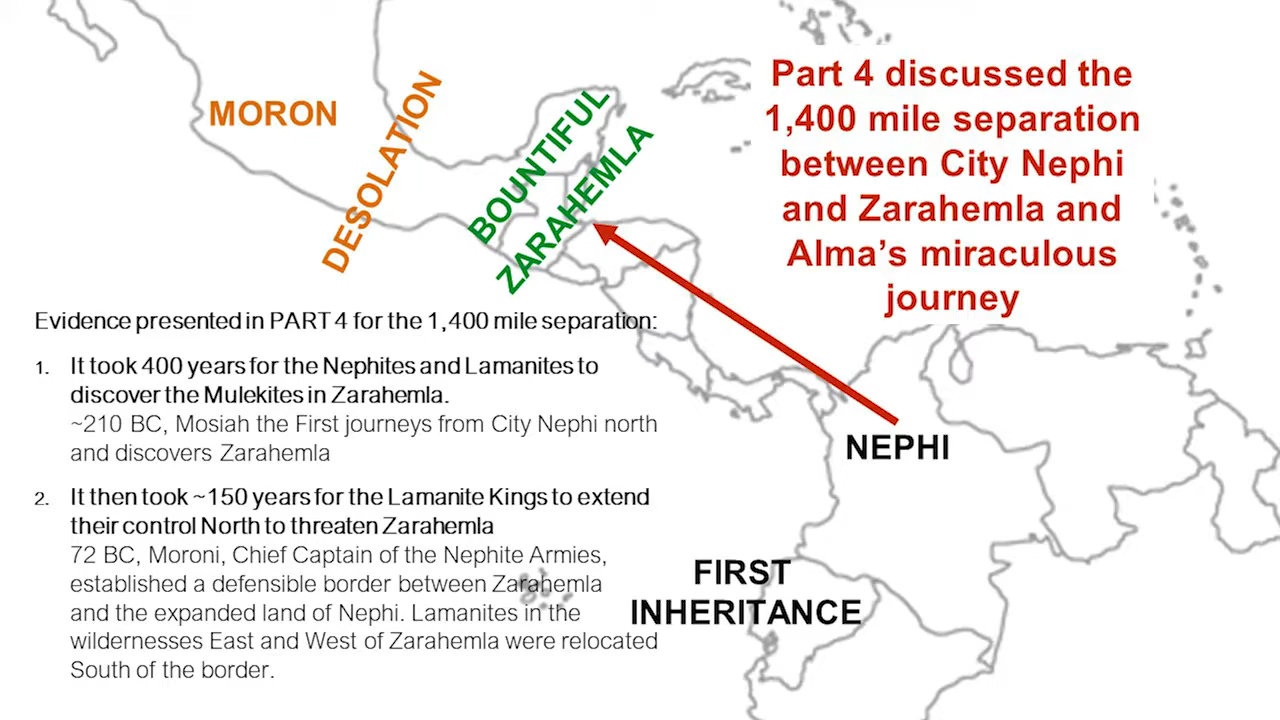 MORON
DESOLATION
BOUNTIFUL
ZARAHEMLA
Part 4 discussed the
1,400 mile separation
between City Nephi
and Zarahemla and
Alma's miraculous
journey
NEPHI
FIRST
INHERITANCE
Evidence presented in PART 4 for the 1,400 mile separation:
1. It took 400 years for the Nephites and Lamanites to
discover the Mulekites in Zarahemla.
~210 BC, Mosiah the First journeys from City Nephi north
and discovers Zarahemla
2. It then took ~150 years for the Lamanite Kings to extend
their control North to threaten Zarahemla
72 BC, Moroni, Chief Captain of the Nephite Armies,
established a defensible border between Zarahemla
and the expanded land of Nephi. Lamanites in the
wildernesses East and West of Zarahemla were relocated
South of the border.